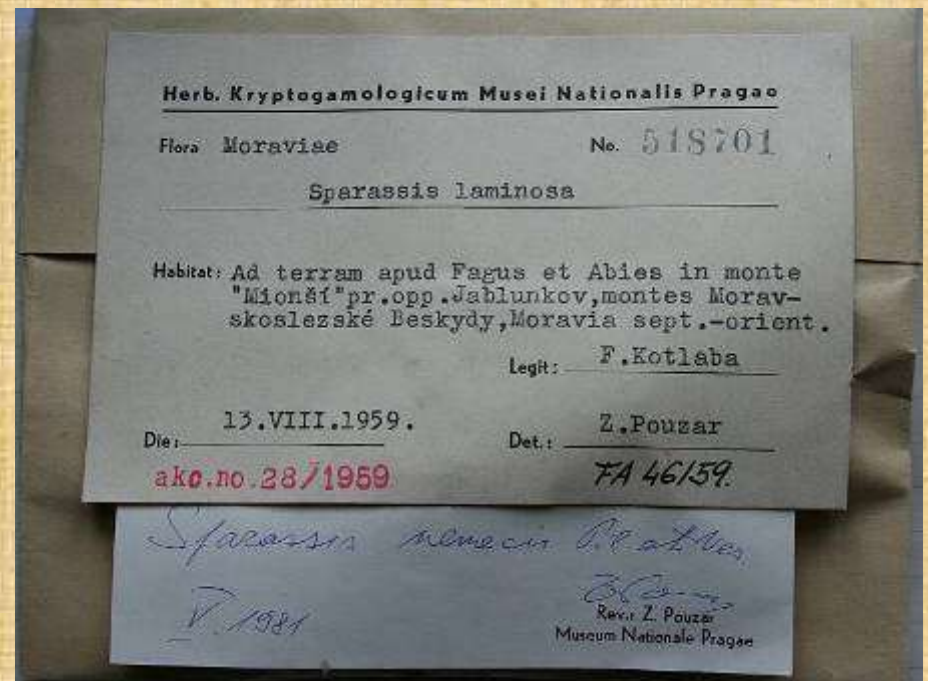 Herb. Kryptogamologicum Musei Nationalis Pragae
Flora Moraviae No. 518701
Sparassis laminosa
Habitat: Ad terram apud Fagus et Abies in monte
"Mionší"pr.opp.Jablunkov,montes Morav-
skoslezské Beskydy,Moravia sept.-orient.
Legit: F.Kotlaba
Die: 13.VIII.1959. Det.: Z.Pouzar
ako.no.28/1959 FA 46/59.
Sparassis nemecii P. et Ves.
V. 1981
Rev.: Z. Pouzar
Museum Nationale Pragae